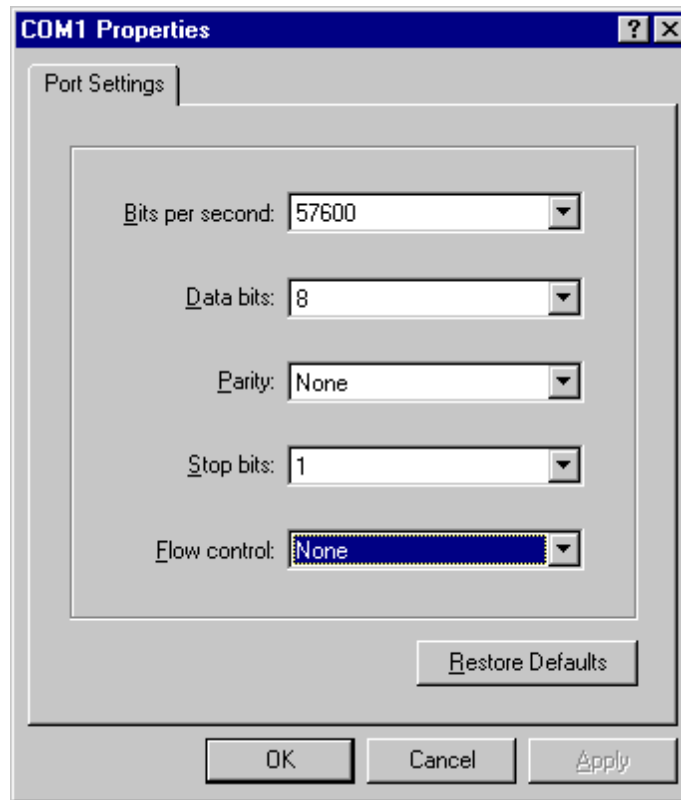 COM1 Properties
Port Settings
Bits per second: 57600
Data bits: 8
Parity: None
Stop bits: 1
Flow control: None
Restore Defaults
OK Cancel Apply